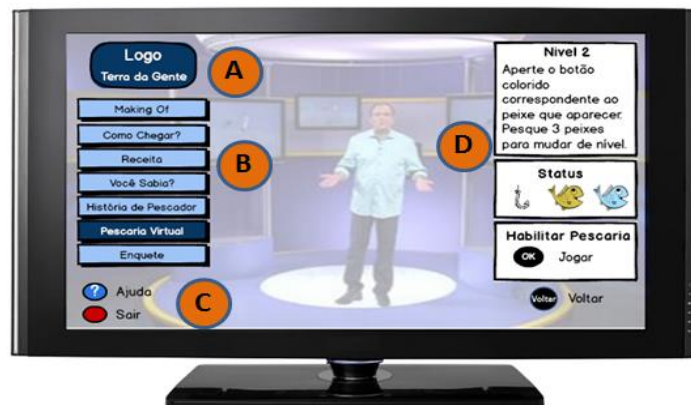 Logo
Terra da Gente
A
Making Of
Como Chegar?
Receita
Você Sabia?
História de Pescador
Pescaria Virtual
Enquete
B
? Ajuda
Sair
C
D
Nivel 2
Aperte o botão
colorido
correspondente ao
peixe que aparecer.
Pesque 3 peixes
para mudar de nível.
Status
Habilitar Pescaria
OK Jogar
Voltar Voltar